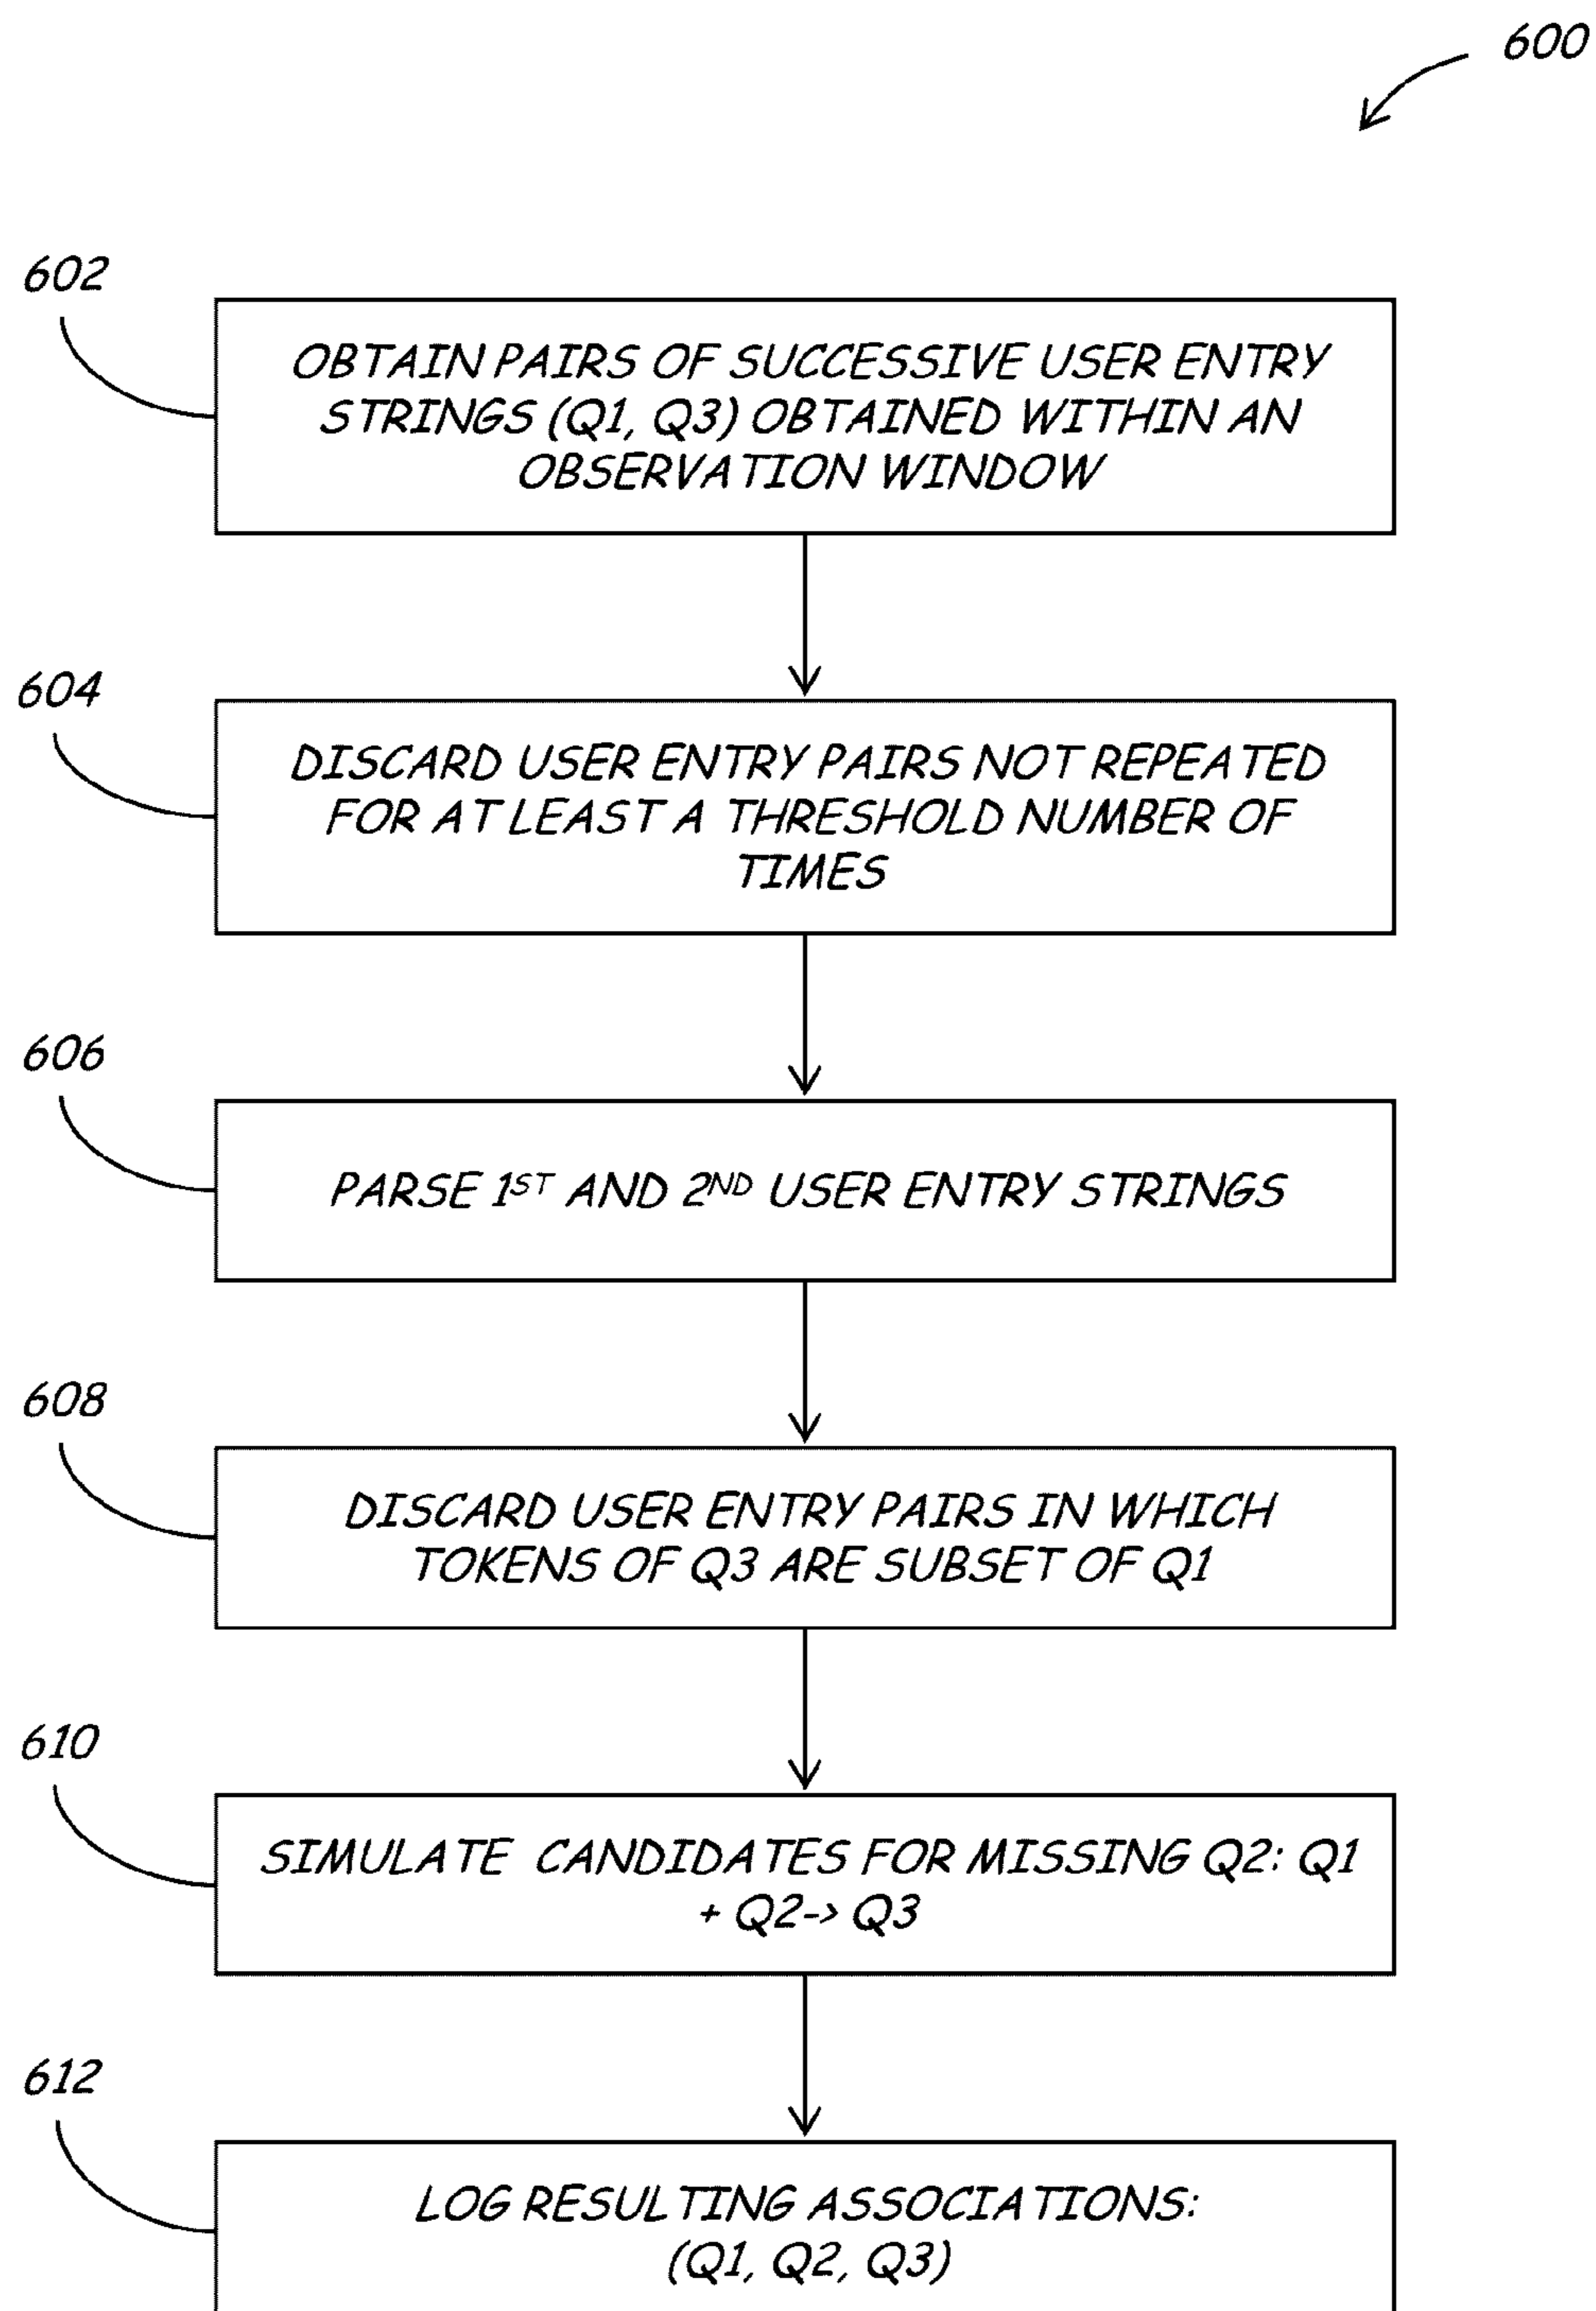 600
602
OBTAIN PAIRS OF SUCCESSIVE USER ENTRY
STRINGS (Q1, Q3) OBTAINED WITHIN AN
OBSERVATION WINDOW
604
DISCARD USER ENTRY PAIRS NOT REPEATED
FOR AT LEAST A THRESHOLD NUMBER OF
TIMES
606
PARSE 1ST AND 2ND USER ENTRY STRINGS
608
DISCARD USER ENTRY PAIRS IN WHICH
TOKENS OF Q3 ARE SUBSET OF Q1
610
SIMULATE CANDIDATES FOR MISSING Q2: Q1
+ Q2-> Q3
612
LOG RESULTING ASSOCIATIONS:
(Q1, Q2, Q3)